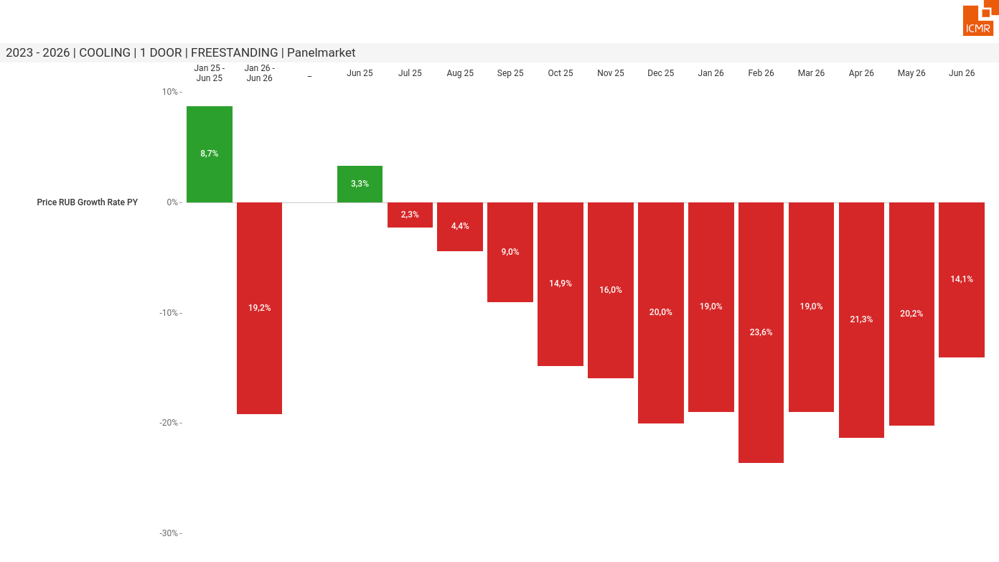 ICMR
2023 - 2026 | COOLING | 1 DOOR | FREESTANDING | Panelmarket
Jan 25 -
Jun 25
Jan 26 -
Jun 26
_
Jun 25
Jul 25
Aug 25
Sep 25
Oct 25
Nov 25
Dec 25
Jan 26
Feb 26
Mar 26
Apr 26
May 26
Jun 26
10%
8,7%
3,3%
Price RUB Growth Rate PY
0%
2,3%
4,4%
9,0%
14,1%
14,9%
16,0%
19,0%
19,0%
19,2%
20,0%
-10%
20,2%
21,3%
23,6%
-20%
-30%